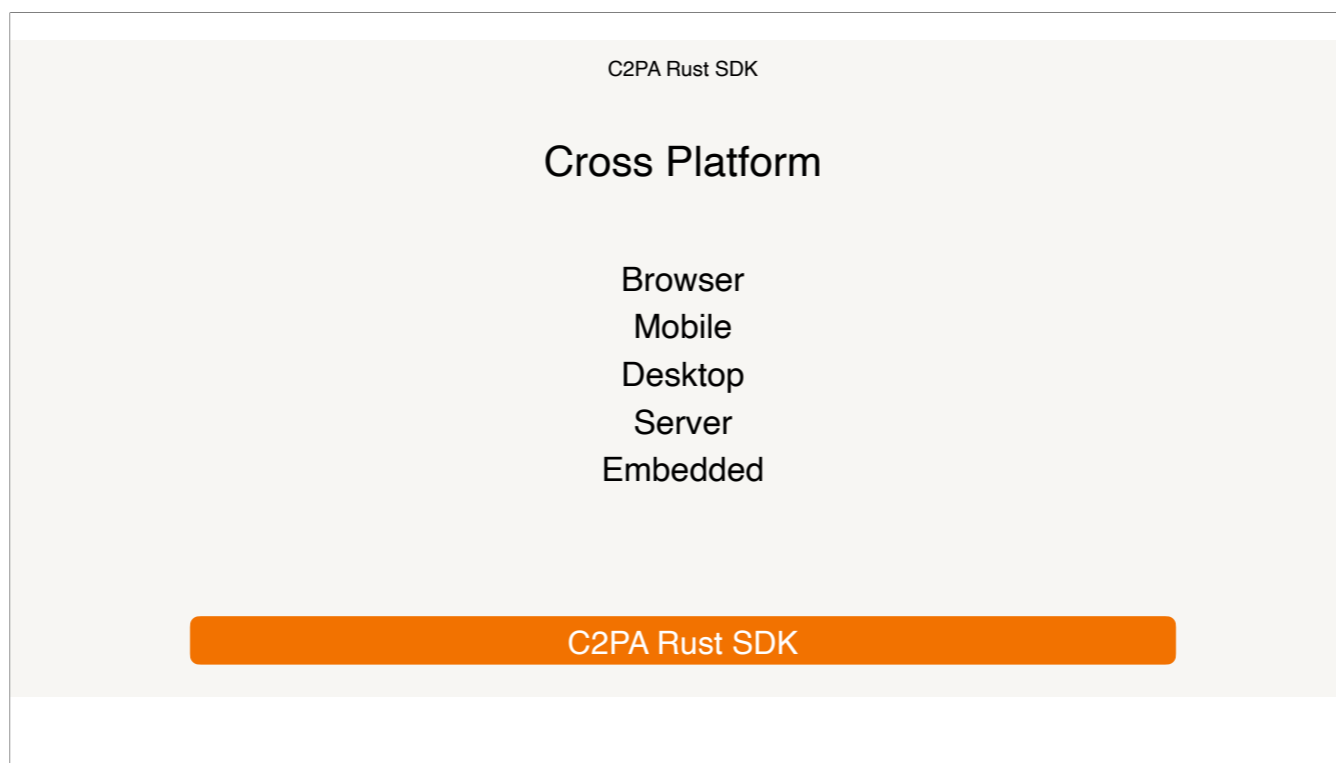 C2PA Rust SDK
Cross Platform
Browser
Mobile
Desktop
Server
Embedded
C2PA Rust SDK